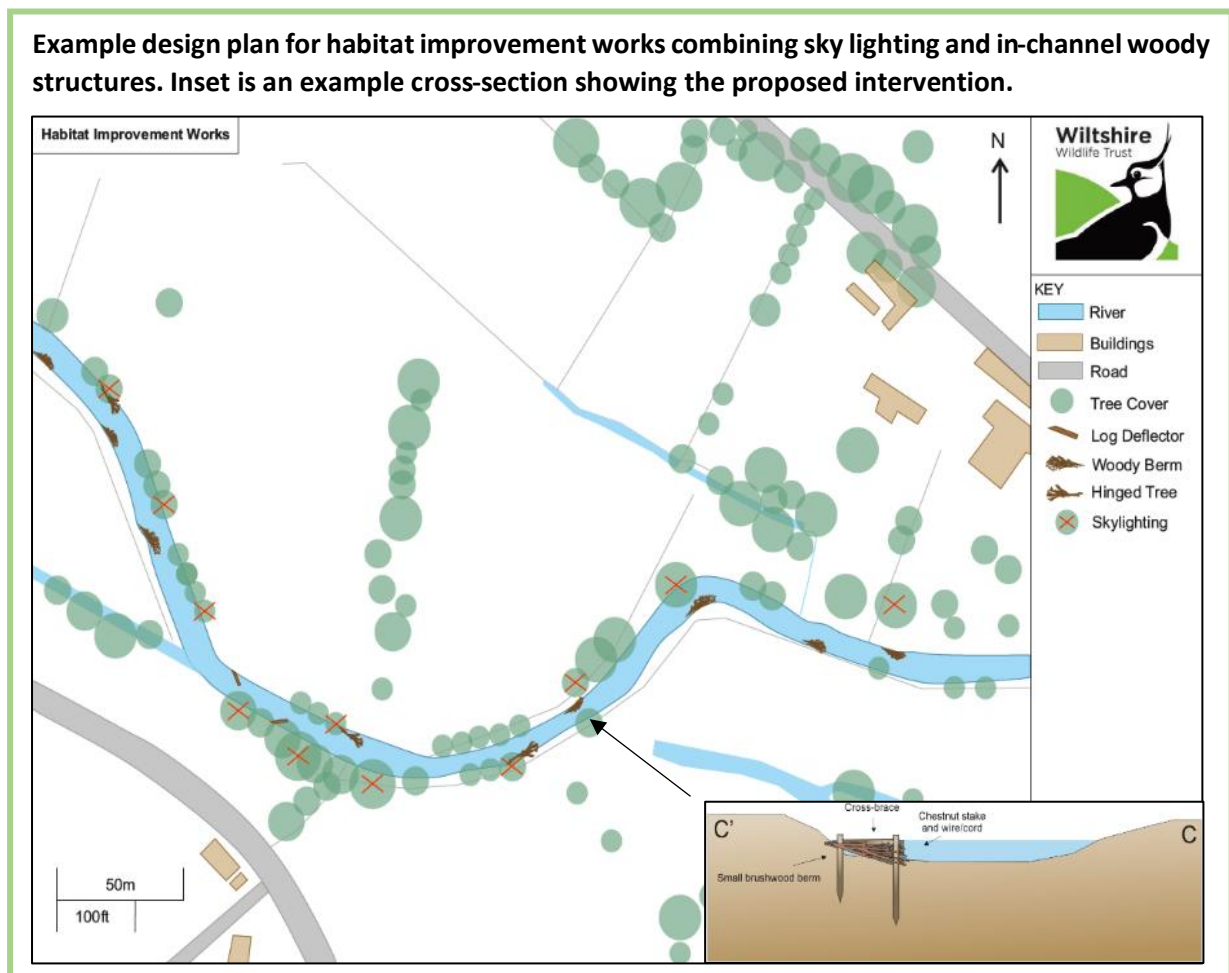 Example design plan for habitat improvement works combining sky lighting and in-channel woody
structures. Inset is an example cross-section showing the proposed intervention.
Habitat Improvement Works
N
Wiltshire
Wildlife Trust
KEY
River
Buildings
Road
Tree Cover
Log Deflector
Woody Berm
Hinged Tree
Skylighting
50m
100ft
C'
Cross-brace
Chestnut stake
and wire/cord
C
Small brushwood berm